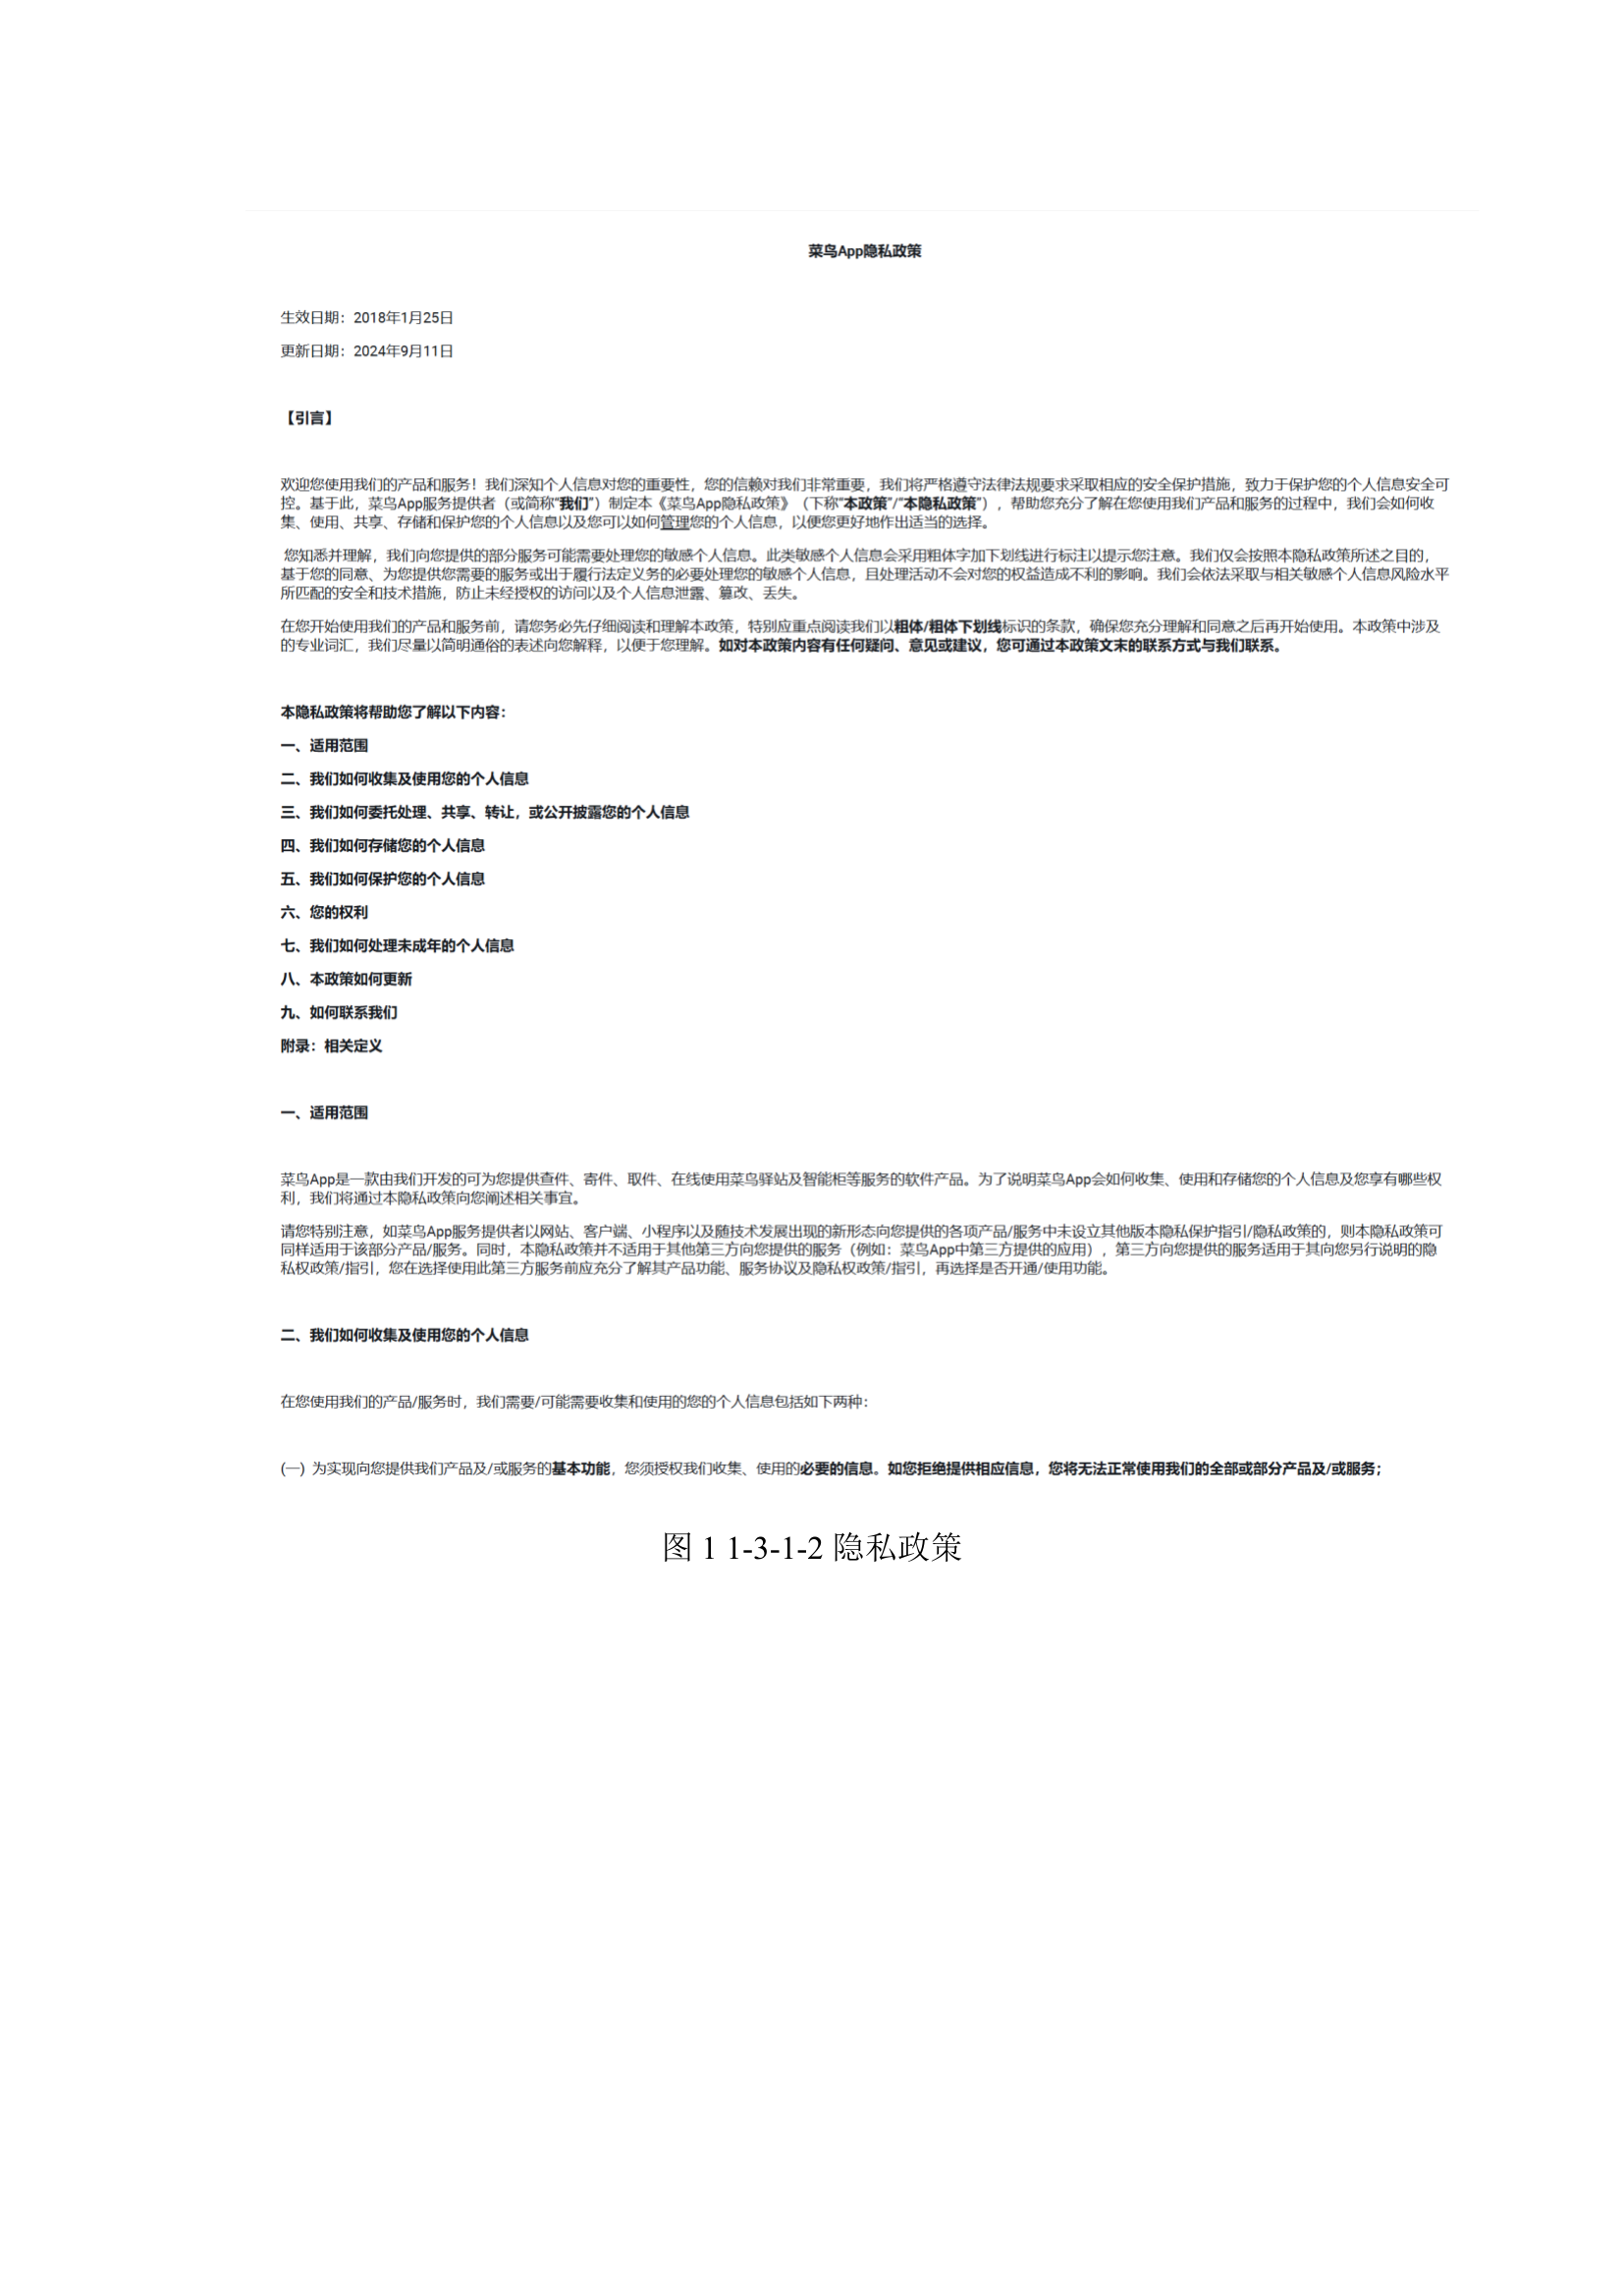 菜鸟App隐私政策
生效日期：2018年1月25日
更新日期：2024年9月11日
【引言】
欢迎您使用我们的产品和服务！我们深知个人信息对您的重要性，您的信赖对我们非常重要，我们将严格遵守法律法规要求采取相应的安全保护措施，致力于保护您的个人信息安全可
控。基于此，菜鸟App服务提供者（或简称“我们”）制定本《菜鸟App隐私政策》（下称“本政策”/“本隐私政策”），帮助您充分了解在您使用我们产品和服务的过程中，我们会如何收
集、使用、共享、存储和保护您的个人信息以及您可以如何管理您的个人信息，以便您更好地作出适当的选择。
您知悉并理解，我们向您提供的部分服务可能需要处理您的敏感个人信息。此类敏感个人信息会采用粗体字加下划线进行标注以提示您注意。我们仅会按照本隐私政策所述之目的，
基于您的同意、为您提供您需要的服务或出于履行法定义务的必要处理您的敏感个人信息，且处理活动不会对您的权益造成不利的影响。我们会依法采取与相关敏感个人信息风险水平
所匹配的安全和技术措施，防止未经授权的访问以及个人信息泄露、篡改、丢失。
在您开始使用我们的产品和服务前，请您务必先仔细阅读和理解本政策，特别应重点阅读我们以粗体/粗体下划线标识的条款，确保您充分理解和同意之后再开始使用。本政策中涉及
的专业词汇，我们尽量以简明通俗的表述向您解释，以便于您理解。如对本政策内容有任何疑问、意见或建议，您可通过本政策文末的联系方式与我们联系。
本隐私政策将帮助您了解以下内容：
一、适用范围
二、我们如何收集及使用您的个人信息
三、我们如何委托处理、共享、转让，或公开披露您的个人信息
四、我们如何存储您的个人信息
五、我们如何保护您的个人信息
六、您的权利
七、我们如何处理未成年的个人信息
八、本政策如何更新
九、如何联系我们
附录：相关定义
一、适用范围
菜鸟App是一款由我们开发的可为您提供查件、寄件、取件、在线使用菜鸟驿站及智能柜等服务的软件产品。为了说明菜鸟App会如何收集、使用和存储您的个人信息及您享有哪些权
利，我们将通过本隐私政策向您阐述相关事宜。
请您特别注意，如菜鸟App服务提供者以网站、客户端、小程序以及随技术发展出现的新形态向您提供的各项产品/服务中未设立其他版本隐私保护指引/隐私政策的，则本隐私政策可
同样适用于该部分产品/服务。同时，本隐私政策并不适用于其他第三方向您提供的服务（例如：菜鸟App中第三方提供的应用），第三方向您提供的服务适用于其向您另行说明的隐
私权政策/指引，您在选择使用此第三方服务前应充分了解其产品功能、服务协议及隐私权政策/指引，再选择是否开通/使用功能。
二、我们如何收集及使用您的个人信息
在您使用我们的产品/服务时，我们需要/可能需要收集和使用的您的个人信息包括如下两种：
(一) 为实现向您提供我们产品及/或服务的基本功能，您须授权我们收集、使用的必要的信息。如您拒绝提供相应信息，您将无法正常使用我们的全部或部分产品及/或服务；
图 1 1-3-1-2 隐私政策